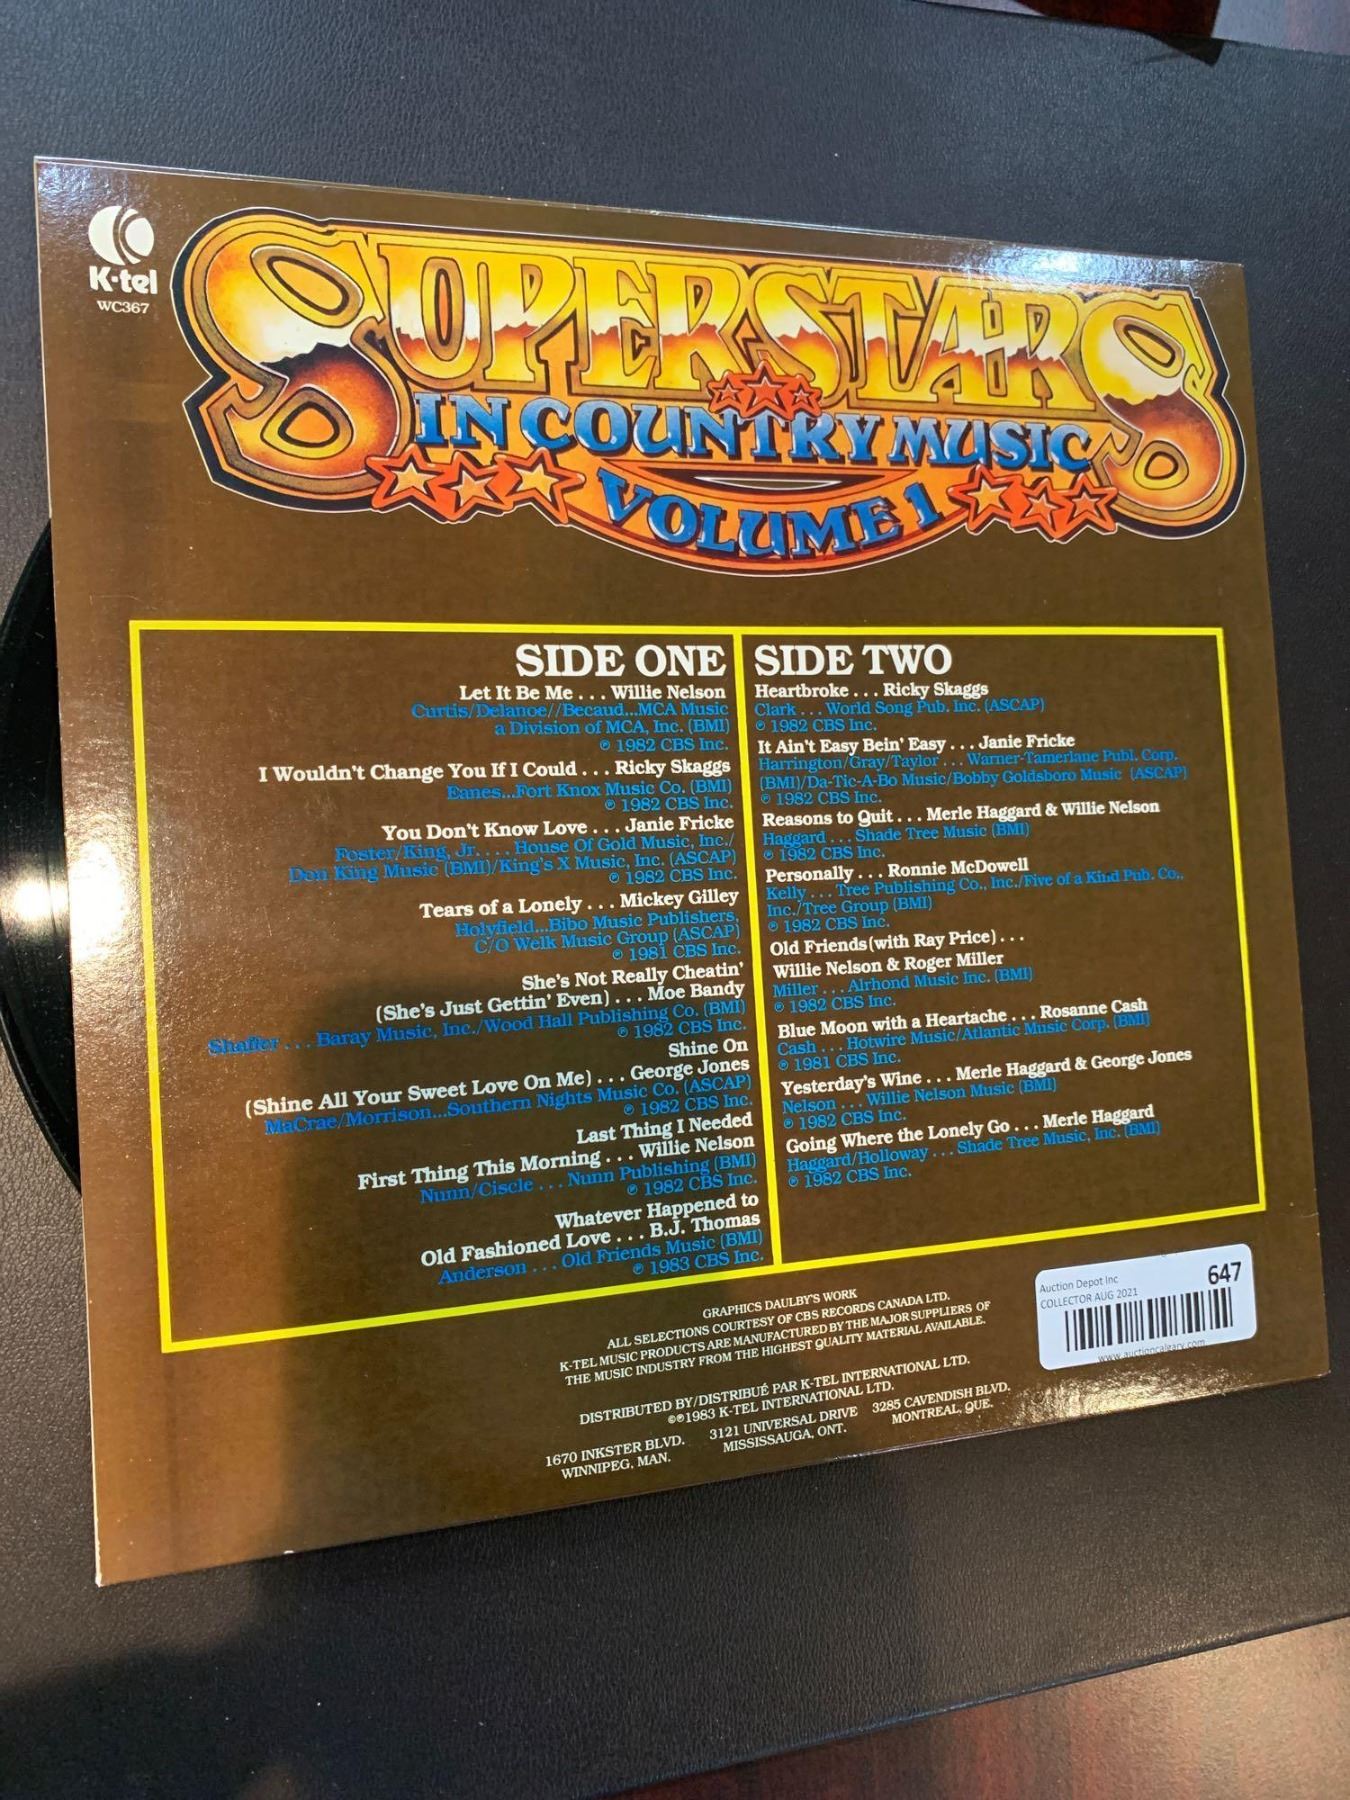 K-tel
WC367
SUPERSTARS
IN COUNTRY MUSIC
VOLUME 1
SIDE ONE
Let It Be Me . . . Willie Nelson
Curtis/Delanoe//Becaud...MCA Music
a Division of MCA, Inc. (BMI)
℗ 1982 CBS Inc.
I Wouldn't Change You If I Could . . . Ricky Skaggs
Eanes...Fort Knox Music Co. (BMI)
℗ 1982 CBS Inc.
You Don't Know Love . . . Janie Fricke
Foster/King, Jr. . . . House Of Gold Music, Inc./
Don King Music (BMI)/King's X Music, Inc. (ASCAP)
℗ 1982 CBS Inc.
Tears of a Lonely . . . Mickey Gilley
Holyfield...Bibo Music Publishers,
C/O Welk Music Group (ASCAP)
℗ 1981 CBS Inc.
She's Not Really Cheatin'
(She's Just Gettin' Even) . . . Moe Bandy
Shaffer . . . Baray Music, Inc./Wood Hall Publishing Co. (BMI)
℗ 1982 CBS Inc.
Shine On
(Shine All Your Sweet Love On Me) . . . George Jones
MaCrae/Morrison...Southern Nights Music Co. (ASCAP)
℗ 1982 CBS Inc.
Last Thing I Needed
First Thing This Morning . . . Willie Nelson
Nunn/Ciscle . . . Nunn Publishing (BMI)
℗ 1982 CBS Inc.
Whatever Happened to
Old Fashioned Love . . . B.J. Thomas
Anderson . . . Old Friends Music (BMI)
℗ 1983 CBS Inc.
SIDE TWO
Heartbroke . . . Ricky Skaggs
Clark . . . World Song Pub. Inc. (ASCAP)
℗ 1982 CBS Inc.
It Ain't Easy Bein' Easy . . . Janie Fricke
Harrington/Gray/Taylor . . . Warner-Tamerlane Publ. Corp.
(BMI)/Da-Tic-A-Bo Music/Bobby Goldsboro Music (ASCAP)
℗ 1982 CBS Inc.
Reasons to Quit . . . Merle Haggard & Willie Nelson
Haggard . . . Shade Tree Music (BMI)
℗ 1982 CBS Inc.
Personally . . . Ronnie McDowell
Kelly . . . Tree Publishing Co., Inc./Five of a Kind Pub. Co.,
Inc./Tree Group (BMI)
℗ 1982 CBS Inc.
Old Friends (with Ray Price) . . .
Willie Nelson & Roger Miller
Miller . . . Alrhond Music Inc. (BMI)
℗ 1982 CBS Inc.
Blue Moon with a Heartache . . . Rosanne Cash
Cash . . . Hotwire Music/Atlantic Music Corp. (BMI)
℗ 1981 CBS Inc.
Yesterday's Wine . . . Merle Haggard & George Jones
Nelson . . . Willie Nelson Music (BMI)
℗ 1982 CBS Inc.
Going Where the Lonely Go . . . Merle Haggard
Haggard/Holloway . . . Shade Tree Music, Inc. (BMI)
℗ 1982 CBS Inc.
GRAPHICS DAULBY'S WORK
ALL SELECTIONS COURTESY OF CBS RECORDS CANADA LTD.
K-TEL MUSIC PRODUCTS ARE MANUFACTURED BY THE MAJOR SUPPLIERS OF
THE MUSIC INDUSTRY FROM THE HIGHEST QUALITY MATERIAL AVAILABLE.
DISTRIBUTED BY/DISTRIBUÉ PAR K-TEL INTERNATIONAL LTD.
©℗1983 K-TEL INTERNATIONAL LTD.
1670 INKSTER BLVD.
WINNIPEG, MAN.
3121 UNIVERSAL DRIVE
MISSISSAUGA, ONT.
3285 CAVENDISH BLVD.
MONTREAL, QUE.
Auction Depot Inc
COLLECTOR AUG 2021
647
www.auctioncalgary.com